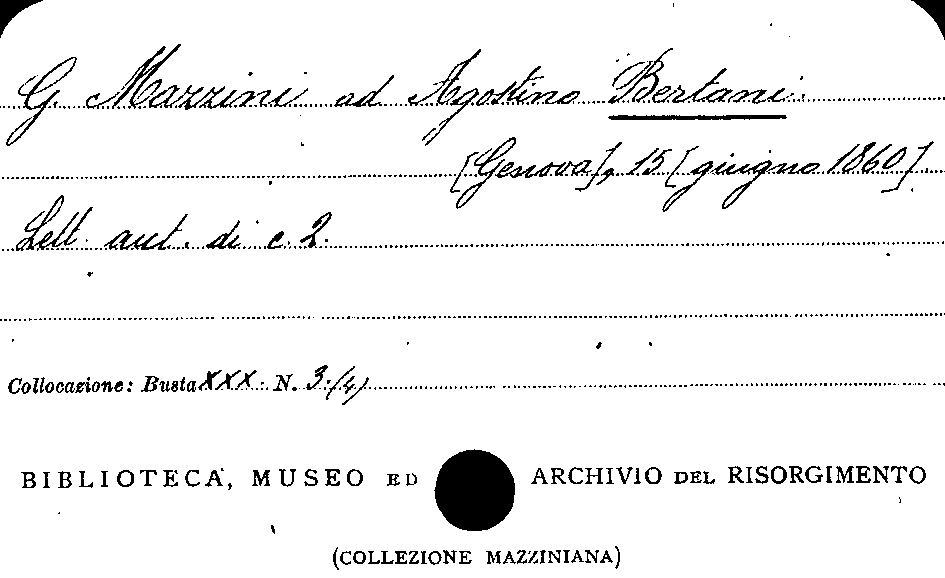 G. Mazzini ad Agostino Bertani.
[Genova], 15 [giugno 1860].
Lett. aut. di c. 2.
Collocazione: Busta XXX. N. 3.(4)
BIBLIOTECA, MUSEO ED ARCHIVIO DEL RISORGIMENTO
(COLLEZIONE MAZZINIANA)